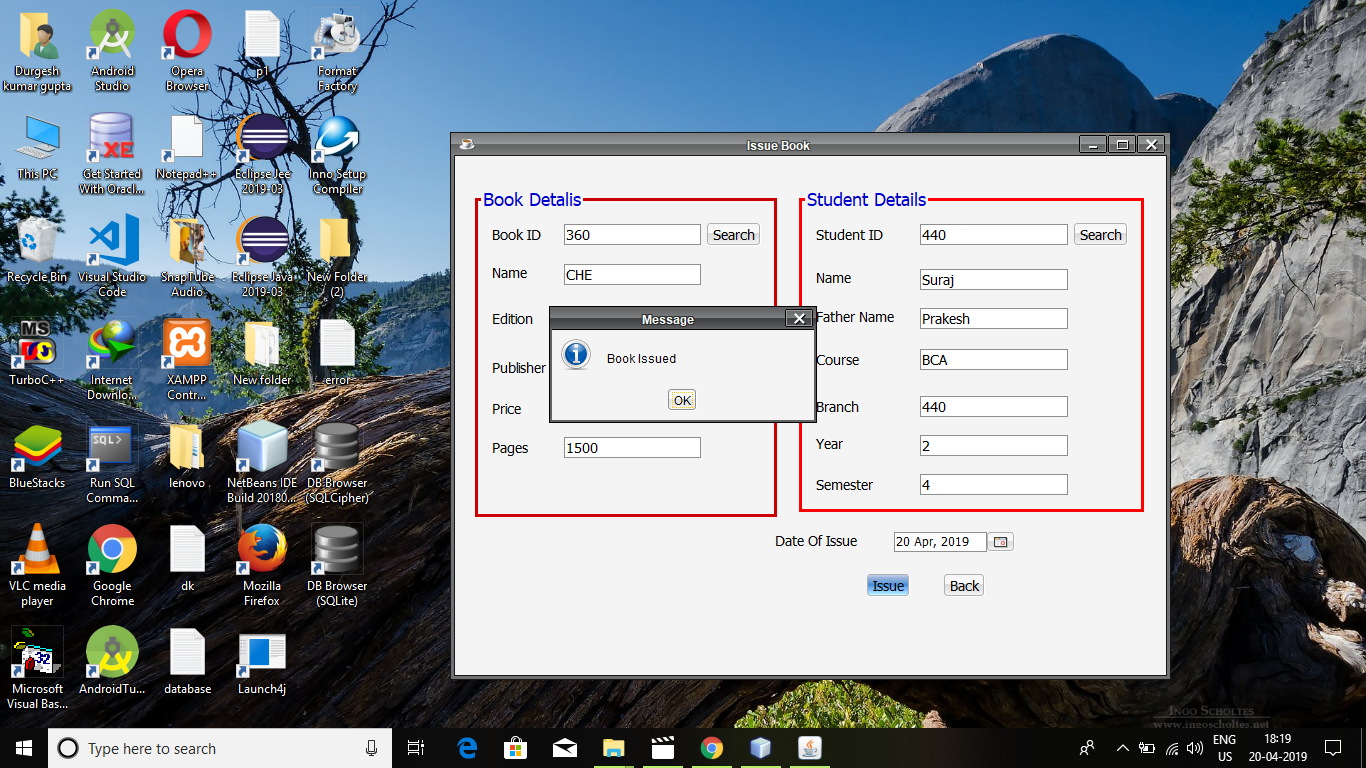 Durgesh
kumar gupta
Android
Studio
Opera
Browser
p1
Format
Factory
This PC
XE
Get Started
With Oracl...
Notepad++
Eclipse Jee
2019-03
Inno Setup
Compiler
Recycle Bin
Visual Studio
Code
SnapTube
Audio
Eclipse Java
2019-03
New Folder
(2)
MS
TurboC++
Internet
Downlo...
XAMPP
Contr...
New folder
error
BlueStacks
SQL>
Run SQL
Comma...
lenovo
NetBeans IDE
Build 20180...
DB Browser
(SQLCipher)
VLC media
player
Google
Chrome
dk
Mozilla
Firefox
DB Browser
(SQLite)
32
Microsoft
Visual Bas...
AndroidTu...
database
Launch4j
Issue Book
Book Detalis
Book ID 360 Search
Name CHE
Edition
Publisher
Price
Pages 1500
Student Details
Student ID 440 Search
Name Suraj
Father Name Prakesh
Course BCA
Branch 440
Year 2
Semester 4
Message
Book Issued
OK
Date Of Issue 20 Apr, 2019
Issue Back
Ingo Scholtes
www.ingoscholtes.net
Type here to search
ENG
US
18:19
20-04-2019